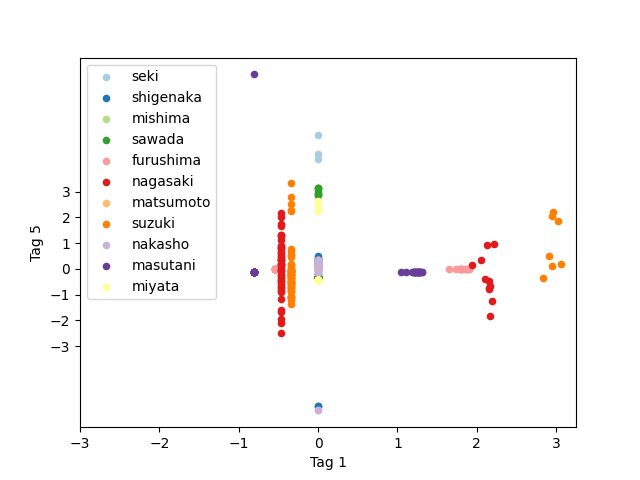 seki
shigenaka
mishima
sawada
furushima
nagasaki
matsumoto
suzuki
nakasho
masutani
miyata
Tag 5
3
2
1
0
−1
−2
−3
−3 −2 −1 0 1 2 3
Tag 1